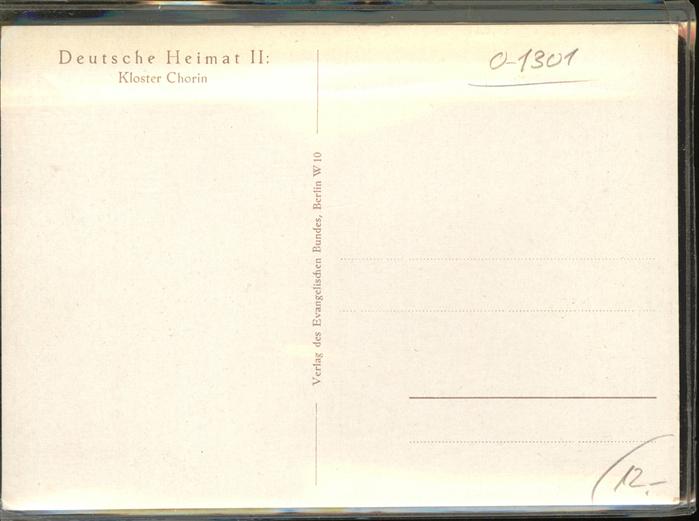 Deutsche Heimat II:
Kloster Chorin
Verlag des Evangelischen Bundes, Berlin W 10
O-1301
12.-